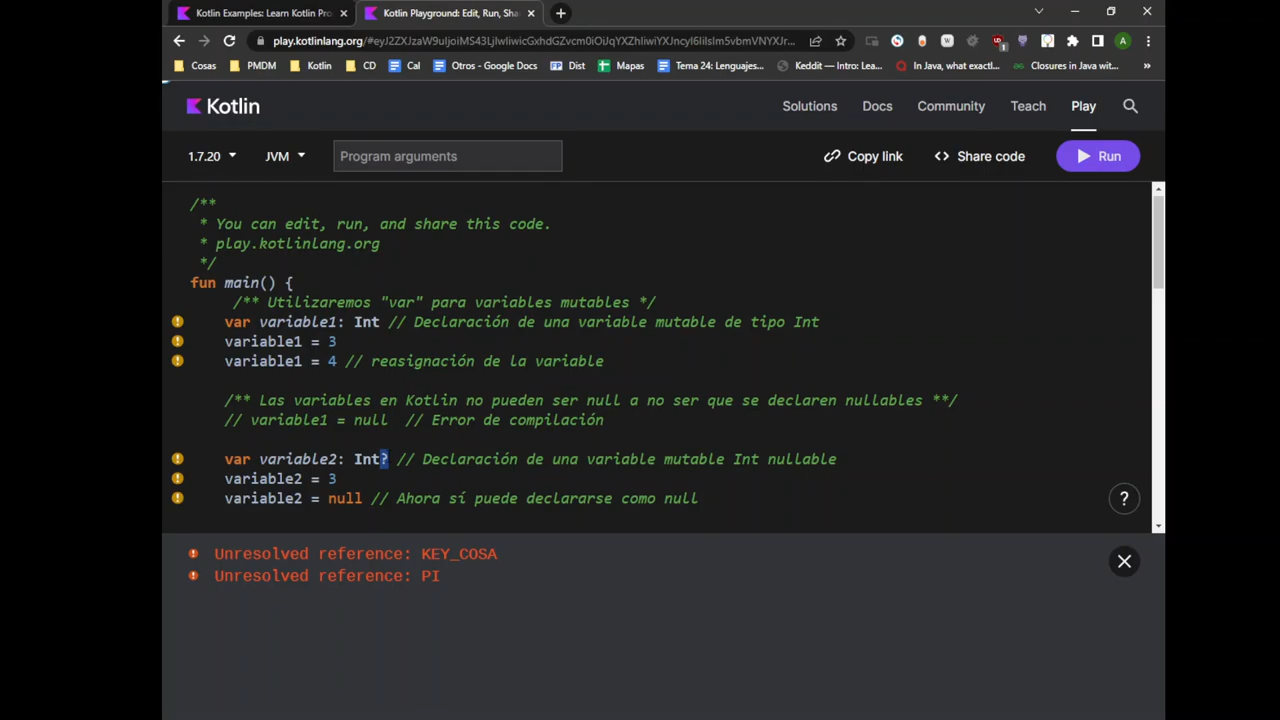 Kotlin Examples: Learn Kotlin Pro
Kotlin Playground: Edit, Run, Sha
play.kotlinlang.org
Cosas
PMDM
Kotlin
CD
Cal
Otros - Google Docs
Dist
Mapas
Tema 24: Lenguajes...
Keddit — Intro: Lea...
In Java, what exactl...
Closures in Java wit...
»
Kotlin
Solutions
Docs
Community
Teach
Play
1.7.20
JVM
Program arguments
Copy link
<> Share code
Run
/**
* You can edit, run, and share this code.
* play.kotlinlang.org
*/
fun main() {
/** Utilizaremos "var" para variables mutables */
var variable1: Int // Declaración de una variable mutable de tipo Int
variable1 = 3
variable1 = 4 // reasignación de la variable
/** Las variables en Kotlin no pueden ser null a no ser que se declaren nullables **/
// variable1 = null // Error de compilación
var variable2: Int? // Declaración de una variable mutable Int nullable
variable2 = 3
variable2 = null // Ahora sí puede declararse como null
?
Unresolved reference: KEY_COSA
Unresolved reference: PI